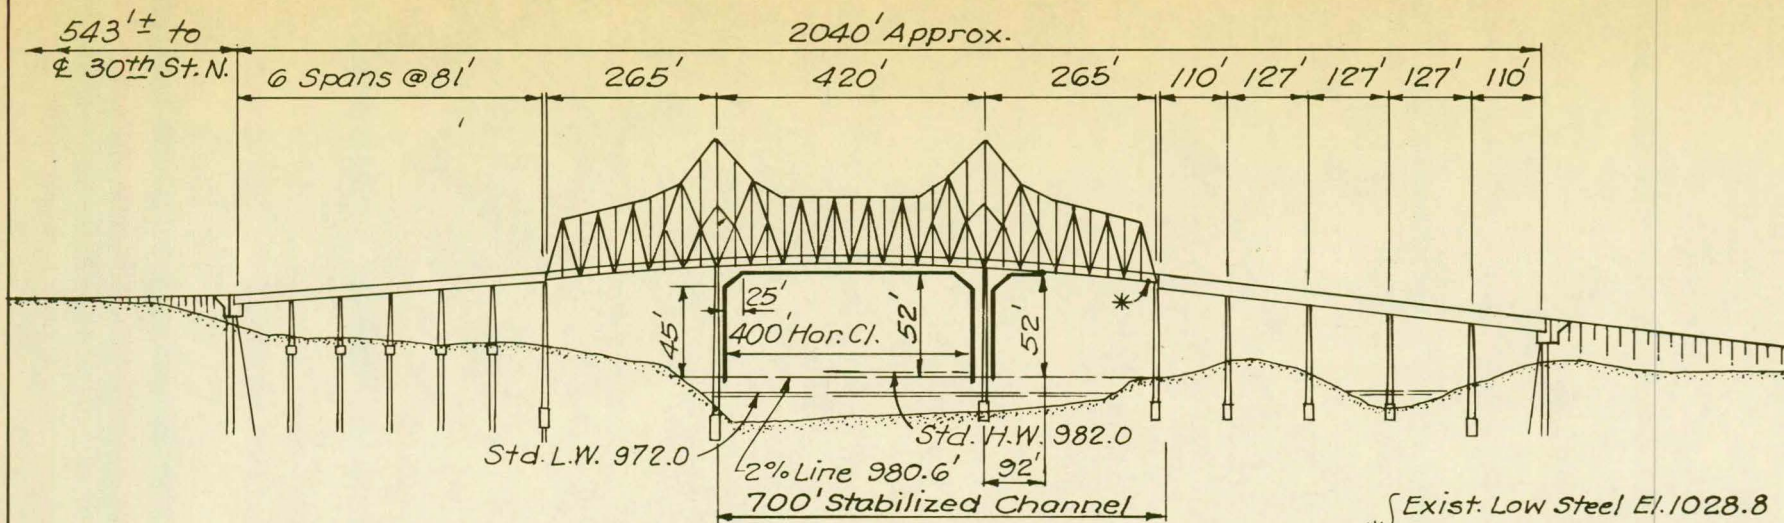 543'± to
℄ 30th St. N.
2040' Approx.
6 Spans @ 81'
265'
420'
265'
110'
127'
127'
127'
110'
45'
25'
400' Hor. Cl.
52'
52'
*
Std. L.W. 972.0
2% Line 980.6'
Std. H.W. 982.0
92'
700' Stabilized Channel
Exist. Low Steel El. 1028.8